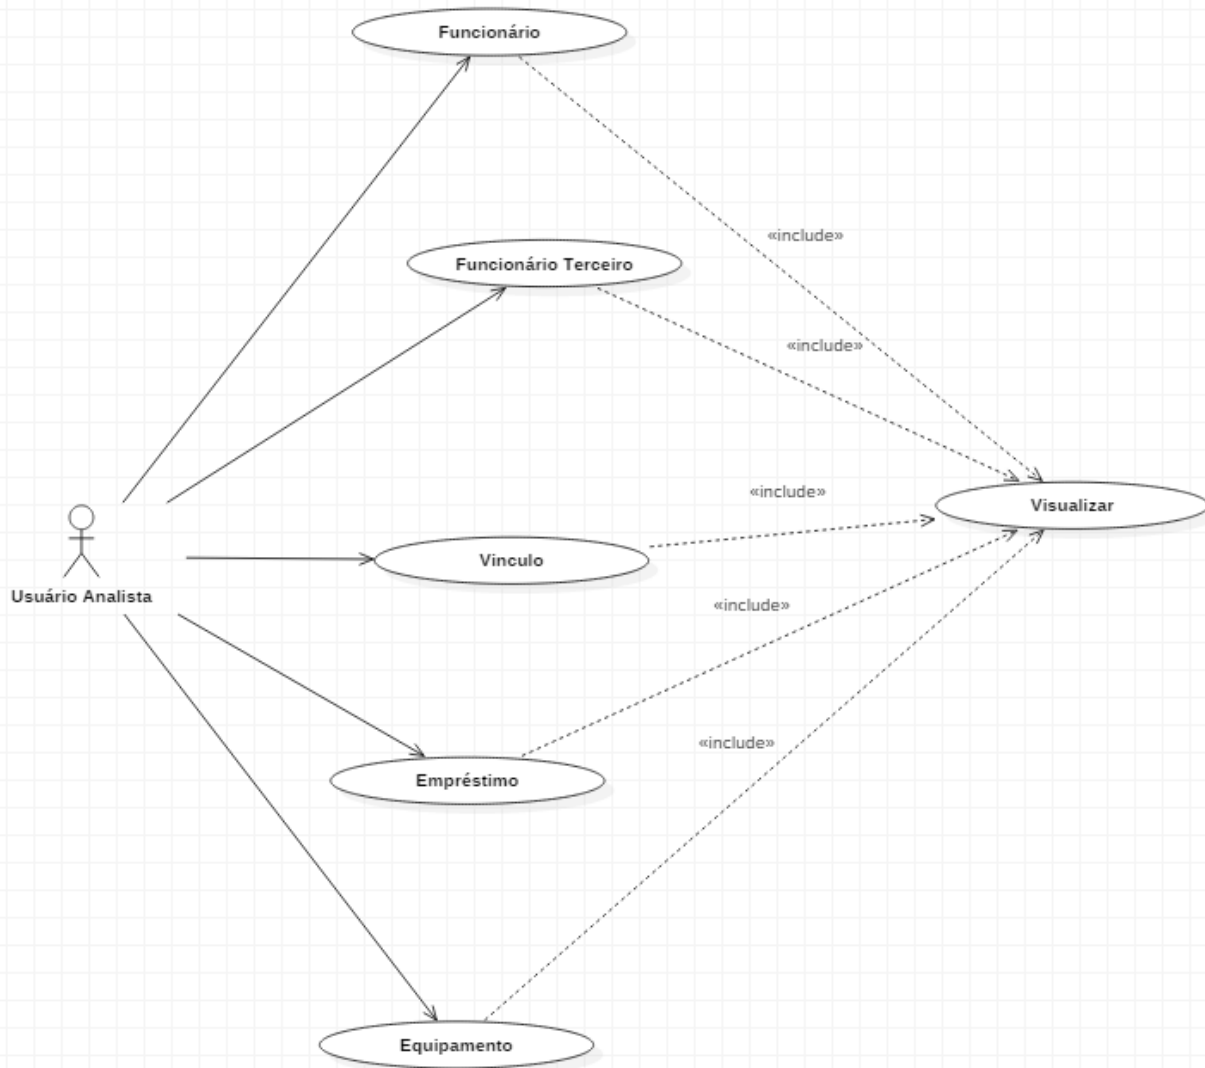 Funcionário
«include»
Funcionário Terceiro
«include»
«include»
Visualizar
Vinculo
Usuário Analista
«include»
«include»
Empréstimo
Equipamento